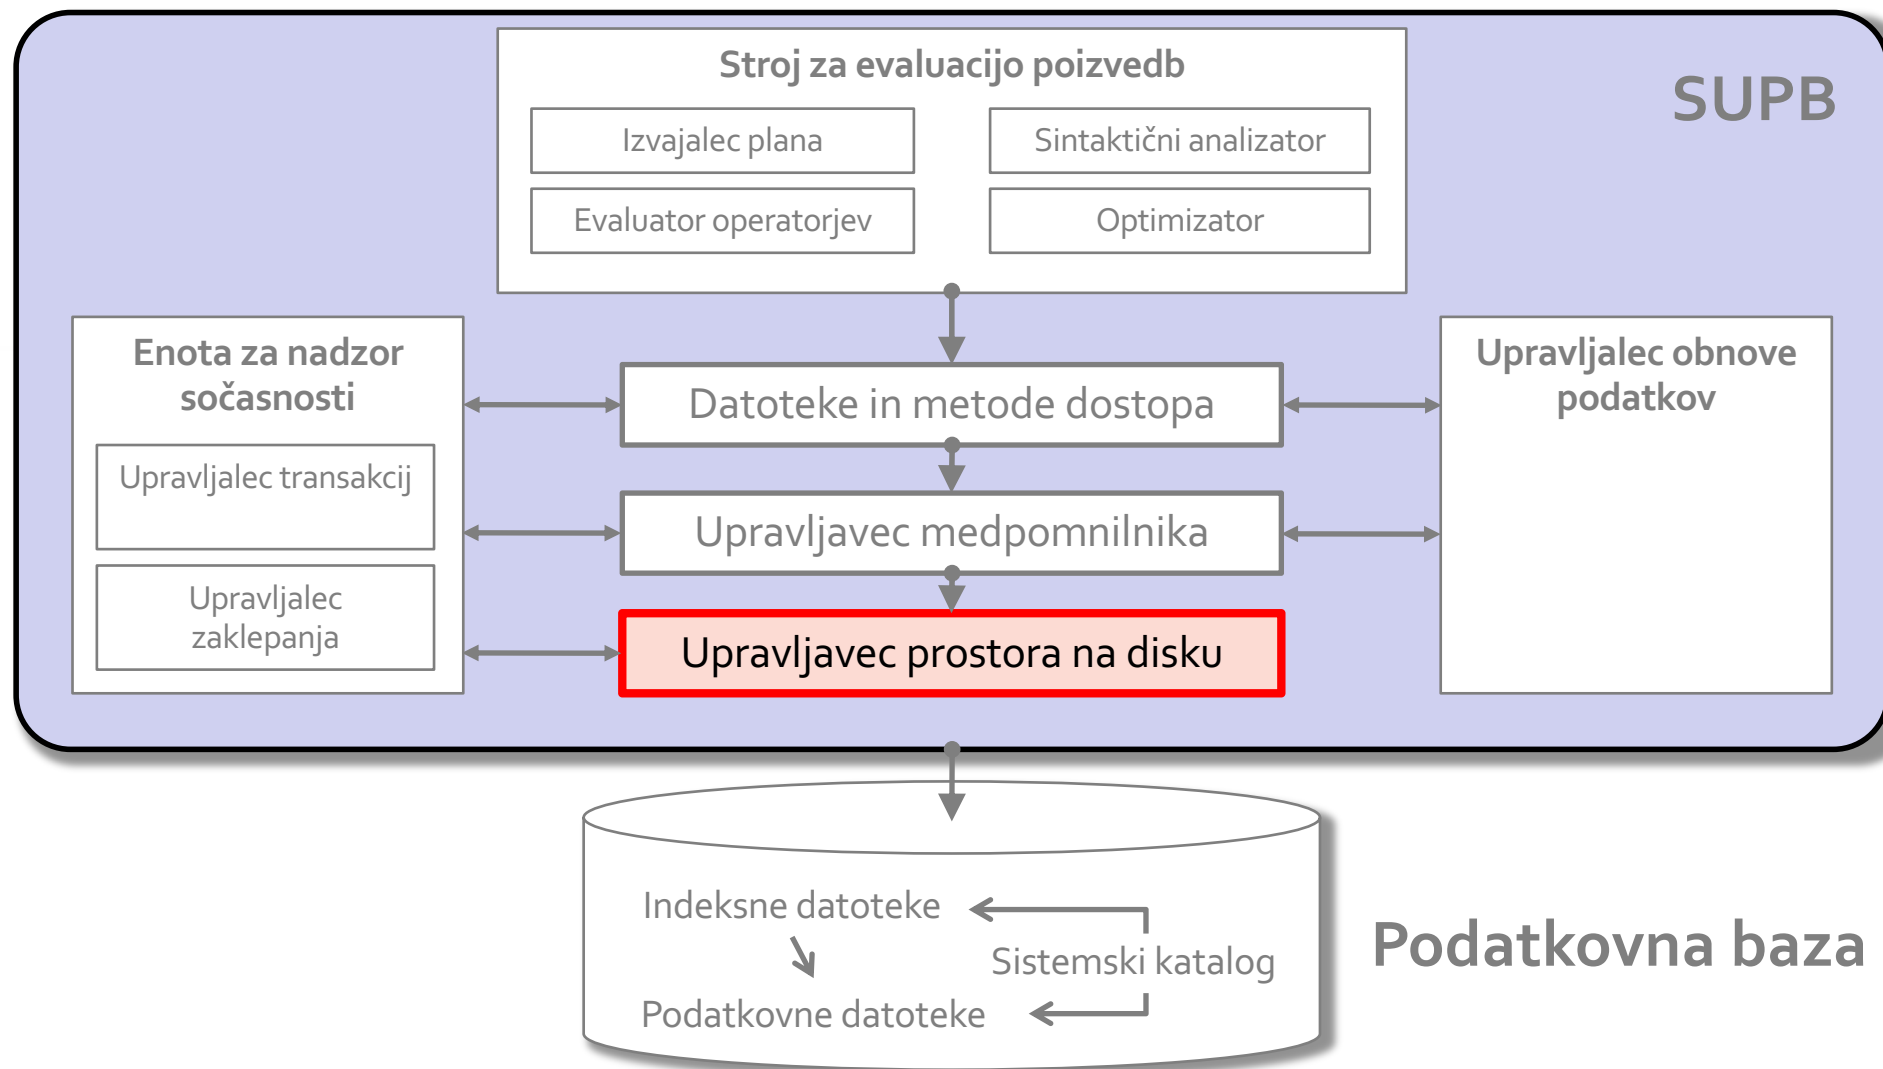 Stroj za evaluacijo poizvedb
SUPB
Izvajalec plana
Sintaktični analizator
Evaluator operatorjev
Optimizator
Enota za nadzor
sočasnosti
Upravljalec transakcij
Upravljalec
zaklepanja
Datoteke in metode dostopa
Upravljavec medpomnilnika
Upravljavec prostora na disku
Upravljalec obnove
podatkov
Indeksne datoteke
Sistemski katalog
Podatkovne datoteke
Podatkovna baza